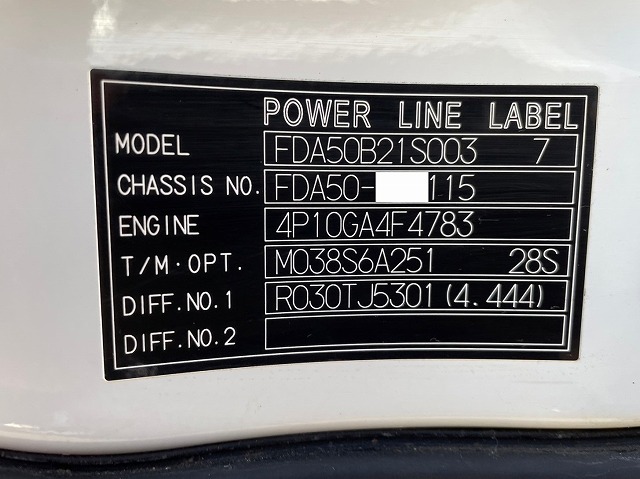 POWER LINE LABEL
MODEL FDA50B21S003 7
CHASSIS NO. FDA50- 115
ENGINE 4P10GA4F4783
T/M·OPT. M038S6A251 28S
DIFF.NO.1 R030TJ5301(4.444)
DIFF.NO.2